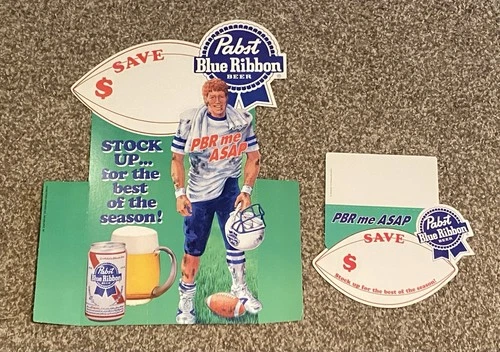 Pabst
Blue Ribbon
BEER
SAVE
$
STOCK
UP...
for the
best
of the
season!
PBR me
ASAP
Pabst
Blue Ribbon
BEER
PBR me ASAP
Pabst
Blue Ribbon
BEER
SAVE
$
Stock up for the best of the season!